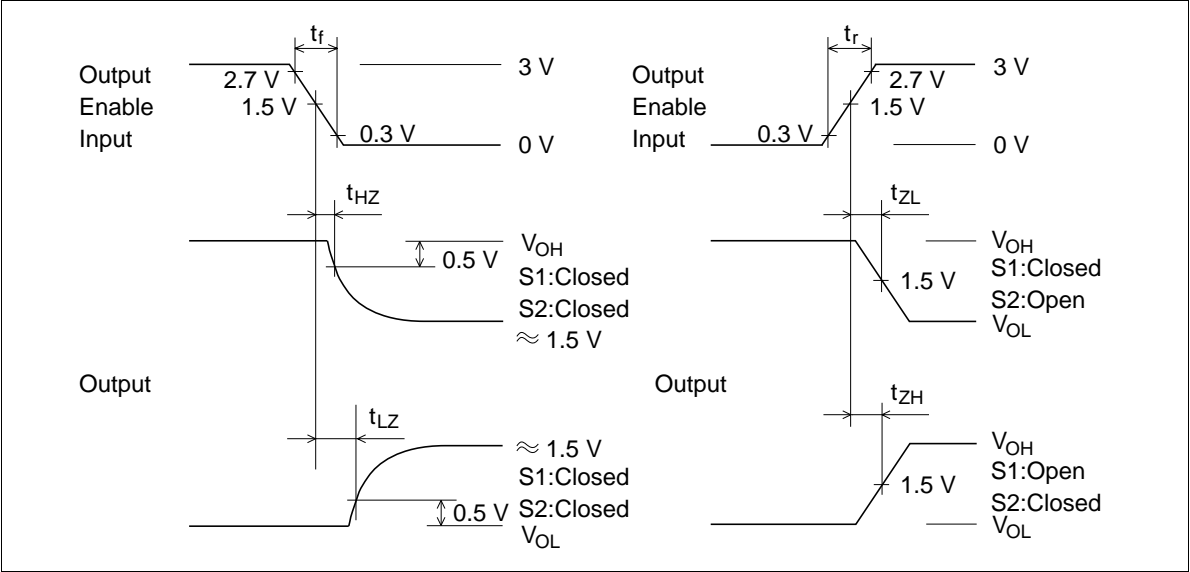 tf
Output
Enable
Input
2.7 V
1.5 V
0.3 V
3 V
0 V
tHZ
0.5 V
VOH
S1:Closed
S2:Closed
≈ 1.5 V
Output
tLZ
0.5 V
≈ 1.5 V
S1:Closed
S2:Closed
VOL
tr
Output
Enable
Input
2.7 V
1.5 V
0.3 V
3 V
0 V
tZL
1.5 V
VOH
S1:Closed
S2:Open
VOL
Output
tZH
1.5 V
VOH
S1:Open
S2:Closed
VOL